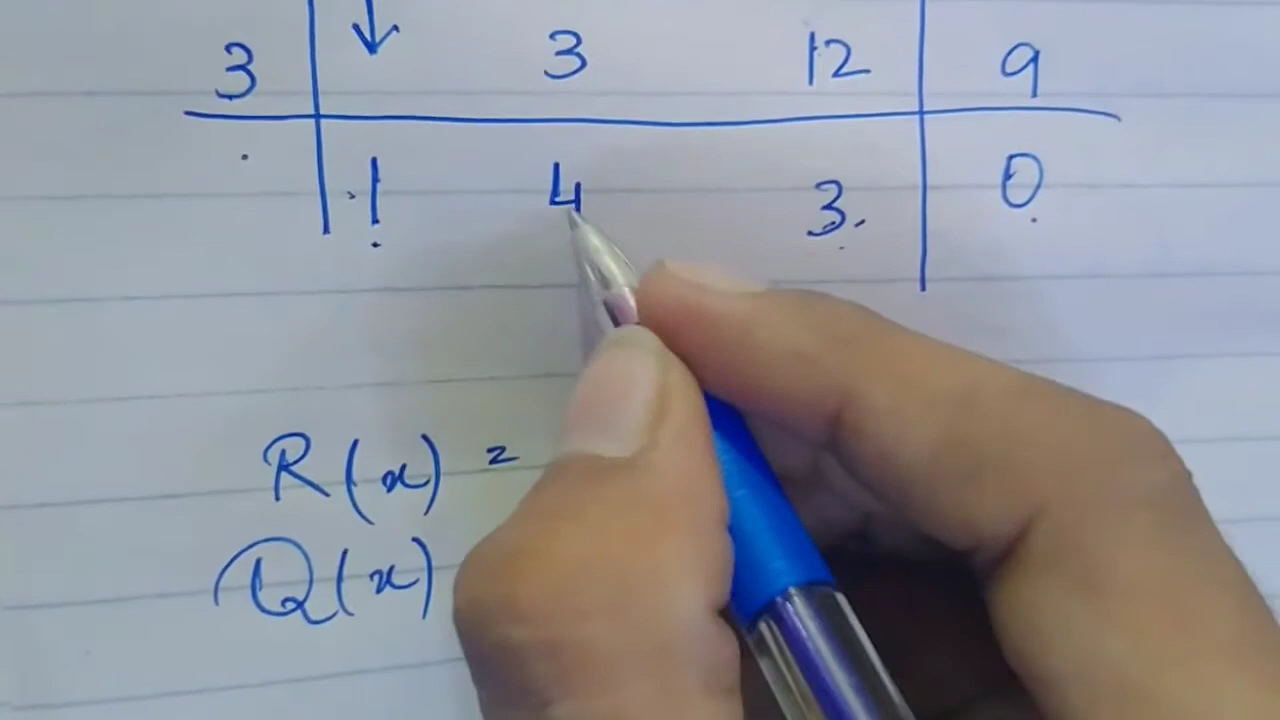 3 ↓ 3 12 9
1 4 3. 0
R(x) =
Q(x)